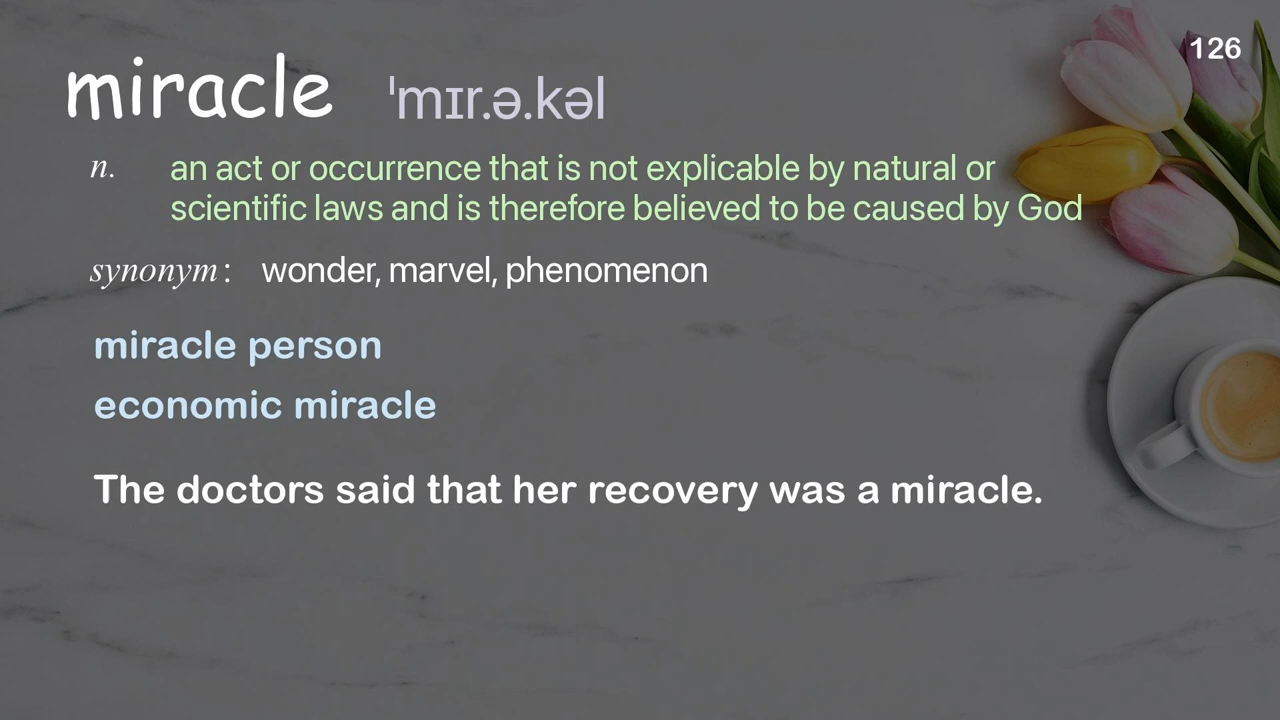 126
miracle ˈmɪr.ə.kəl
n. an act or occurrence that is not explicable by natural or
scientific laws and is therefore believed to be caused by God
synonym : wonder, marvel, phenomenon
miracle person
economic miracle
The doctors said that her recovery was a miracle.